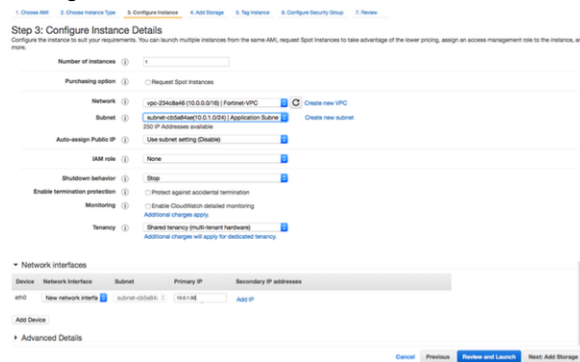 1. Choose AMI 2. Choose Instance Type 3. Configure Instance 4. Add Storage 5. Tag Instance 6. Configure Security Group 7. Review
Step 3: Configure Instance Details
Configure the instance to suit your requirements. You can launch multiple instances from the same AMI, request Spot Instances to take advantage of the lower pricing, assign an access management role to the instance, an
more.
Number of instances 1
Purchasing option Request Spot Instances
Network vpc-234c8a46 (10.0.0.0/16) | Fortinet-VPC Create new VPC
Subnet subnet-cb5a84ae(10.0.1.0/24) | Application Subne Create new subnet
250 IP Addresses available
Auto-assign Public IP Use subnet setting (Disable)
IAM role None
Shutdown behavior Stop
Enable termination protection Protect against accidental termination
Monitoring Enable CloudWatch detailed monitoring
Additional charges apply.
Tenancy Shared tenancy (multi-tenant hardware)
Additional charges will apply for dedicated tenancy.
Network interfaces
Device Network Interface Subnet Primary IP Secondary IP addresses
eth0 New network interfa subnet-cb5a84 Add IP
Add Device
Advanced Details
Cancel Previous Review and Launch Next: Add Storage